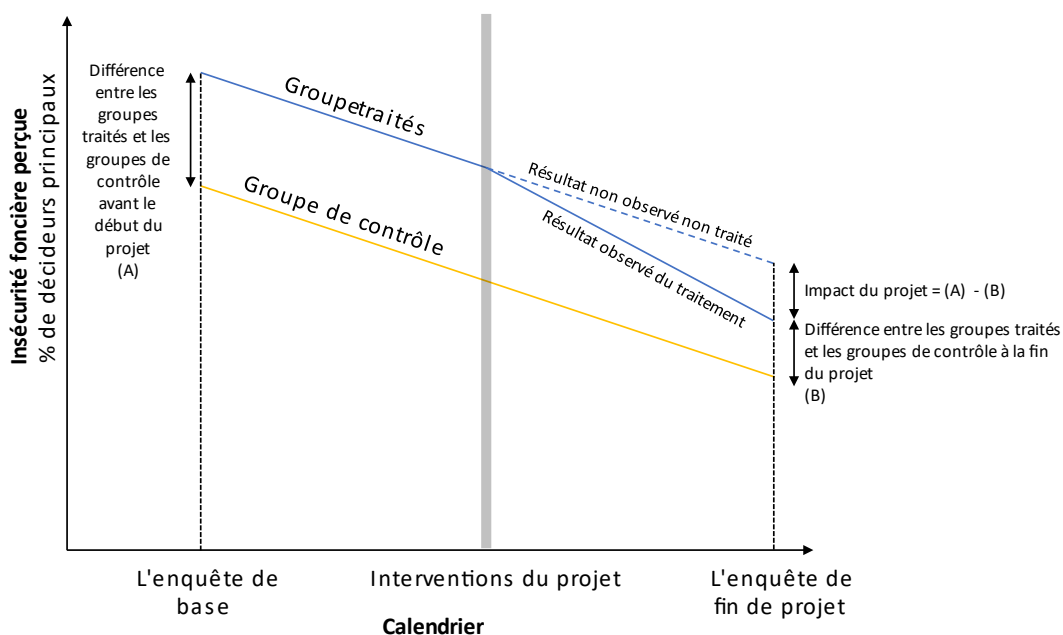 Insécurité foncière perçue
% de décideurs principaux
Différence
entre les
groupes
traités et les
groupes de
contrôle
avant le
début du
projet
(A)
Groupetraités
Groupe de contrôle
Résultat non observé non traité
Résultat observé du traitement
Impact du projet = (A) - (B)
Différence entre les groupes traités
et les groupes de contrôle à la fin
du projet
(B)
L'enquête de
base
Interventions du projet
L'enquête de
fin de projet
Calendrier